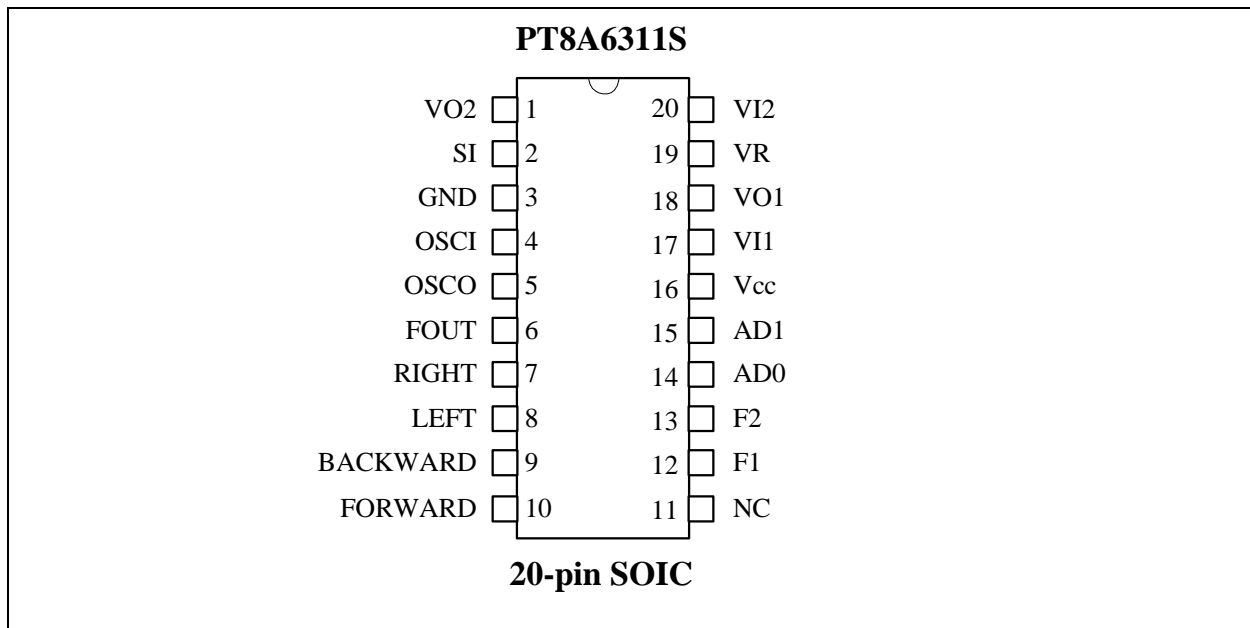 PT8A6311S
VO2 1 20 VI2
SI 2 19 VR
GND 3 18 VO1
OSCI 4 17 VI1
OSCO 5 16 Vcc
FOUT 6 15 AD1
RIGHT 7 14 AD0
LEFT 8 13 F2
BACKWARD 9 12 F1
FORWARD 10 11 NC
20-pin SOIC